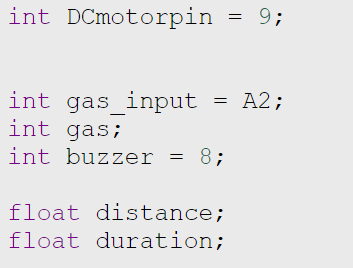 int DCmotorpin = 9;
int gas_input = A2;
int gas;
int buzzer = 8;
float distance;
float duration;